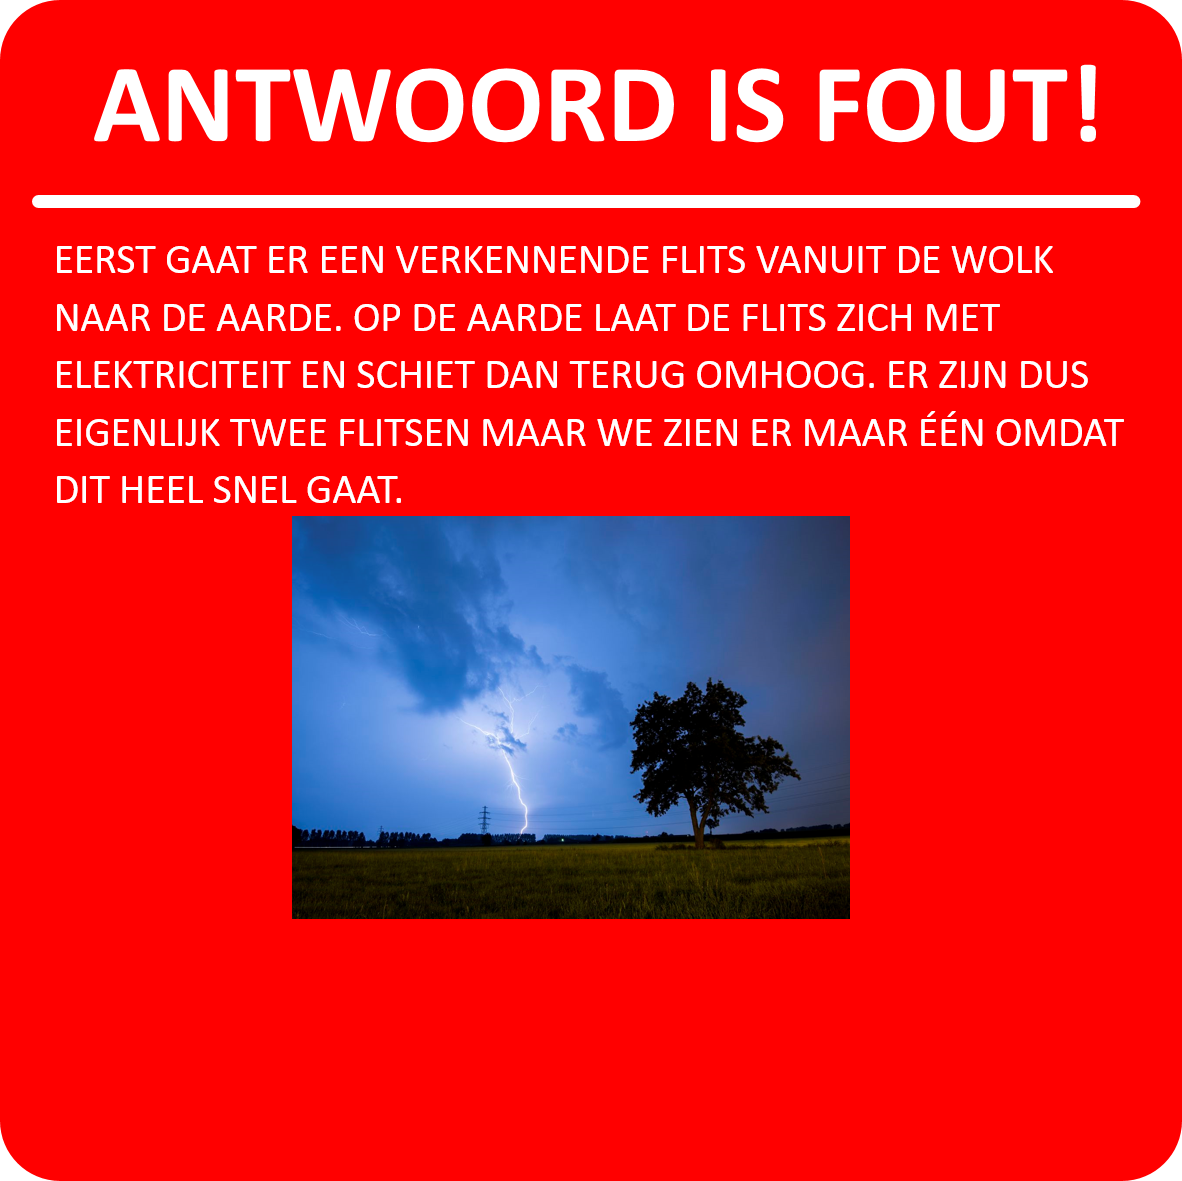 ANTWOORD IS FOUT!
EERST GAAT ER EEN VERKENNENDE FLITS VANUIT DE WOLK
NAAR DE AARDE. OP DE AARDE LAAT DE FLITS ZICH MET
ELEKTRICITEIT EN SCHIET DAN TERUG OMHOOG. ER ZIJN DUS
EIGENLIJK TWEE FLITSEN MAAR WE ZIEN ER MAAR ÉÉN OMDAT
DIT HEEL SNEL GAAT.